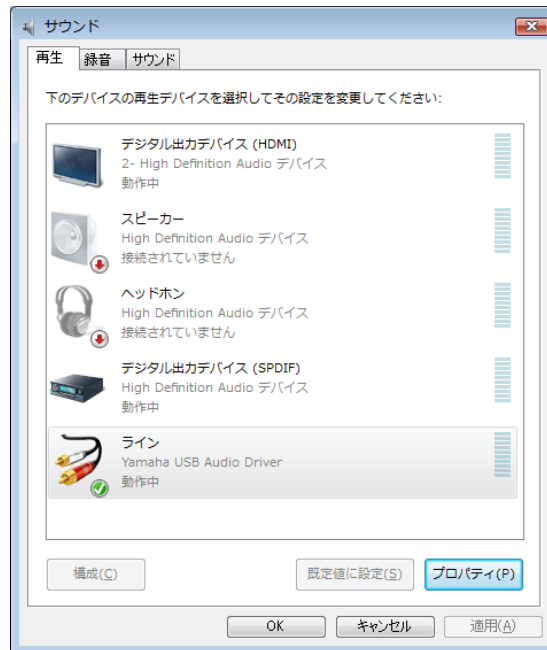 サウンド
再生 録音 サウンド
下のデバイスの再生デバイスを選択してその設定を変更してください:
デジタル出力デバイス (HDMI)
2- High Definition Audio デバイス
動作中
スピーカー
High Definition Audio デバイス
接続されていません
ヘッドホン
High Definition Audio デバイス
接続されていません
デジタル出力デバイス (SPDIF)
High Definition Audio デバイス
動作中
ライン
Yamaha USB Audio Driver
動作中
構成(C) 既定値に設定(S) プロパティ(P)
OK キャンセル 適用(A)